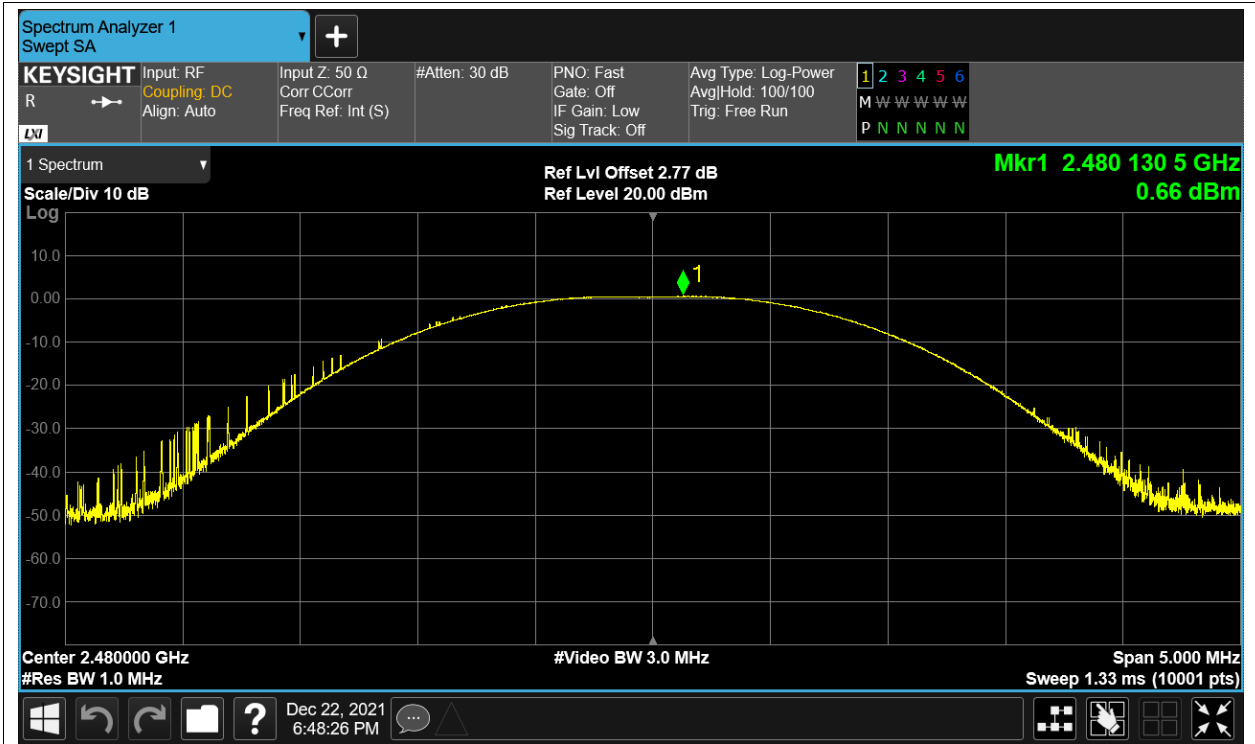 Spectrum Analyzer 1
Swept SA
+
KEYSIGHT
R
LXI
Input: RF
Coupling: DC
Align: Auto
Input Z: 50 Ω
Corr CCorr
Freq Ref: Int (S)
#Atten: 30 dB
PNO: Fast
Gate: Off
IF Gain: Low
Sig Track: Off
Avg Type: Log-Power
Avg|Hold: 100/100
Trig: Free Run
1 2 3 4 5 6
M W W W W W
P N N N N N
1 Spectrum
Scale/Div 10 dB
Log
Ref Lvl Offset 2.77 dB
Ref Level 20.00 dBm
Mkr1 2.480 130 5 GHz
0.66 dBm
1
10.0
0.00
-10.0
-20.0
-30.0
-40.0
-50.0
-60.0
-70.0
Center 2.480000 GHz
#Res BW 1.0 MHz
#Video BW 3.0 MHz
Span 5.000 MHz
Sweep 1.33 ms (10001 pts)
?
Dec 22, 2021
6:48:26 PM